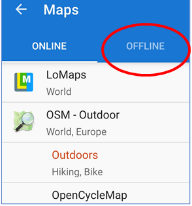 Maps
ONLINE OFFLINE
LoMaps
World
OSM - Outdoor
World, Europe
Outdoors
Hiking, Bike
OpenCycleMap